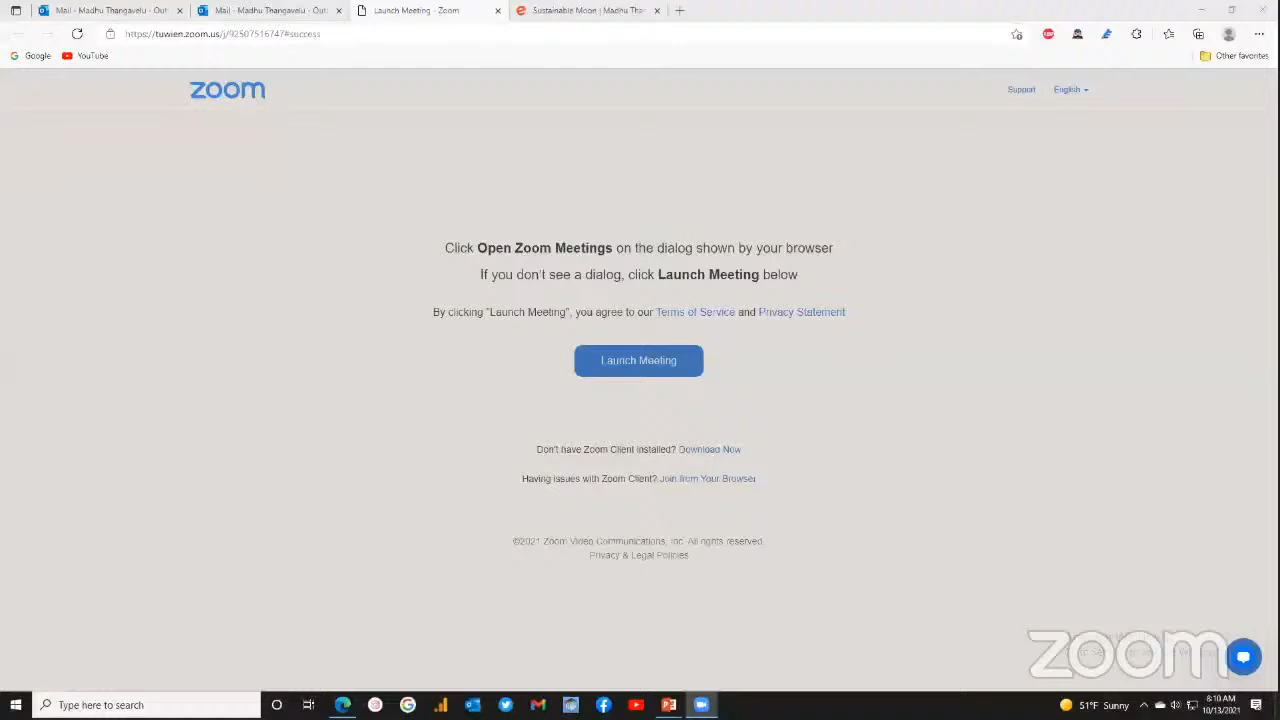 Mail - Madhu Thangavelu - Out
Mail - Madhu Thangavelu - Out
Launch Meeting - Zoom
Sustainable Moon | Madhu Than
https://tuwien.zoom.us/j/92507516747#success
Google
YouTube
Other favorites
zoom
Support
English
Click Open Zoom Meetings on the dialog shown by your browser
If you don't see a dialog, click Launch Meeting below
By clicking "Launch Meeting", you agree to our Terms of Service and Privacy Statement
Launch Meeting
Don't have Zoom Client installed? Download Now
Having issues with Zoom Client? Join from Your Browser
©2021 Zoom Video Communications, Inc. All rights reserved.
Privacy & Legal Policies
zoom
Type here to search
51°F Sunny
8:10 AM
10/13/2021